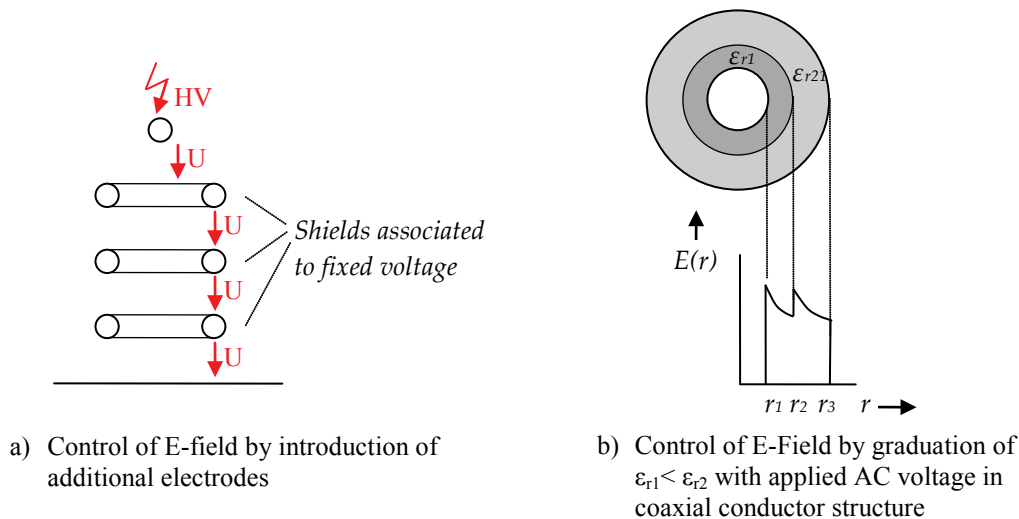 HV
U
U
U
U
Shields associated
to fixed voltage
a) Control of E-field by introduction of
additional electrodes
εr1
εr21
E(r)
r1 r2 r3 r
b) Control of E-Field by graduation of
εr1< εr2 with applied AC voltage in
coaxial conductor structure